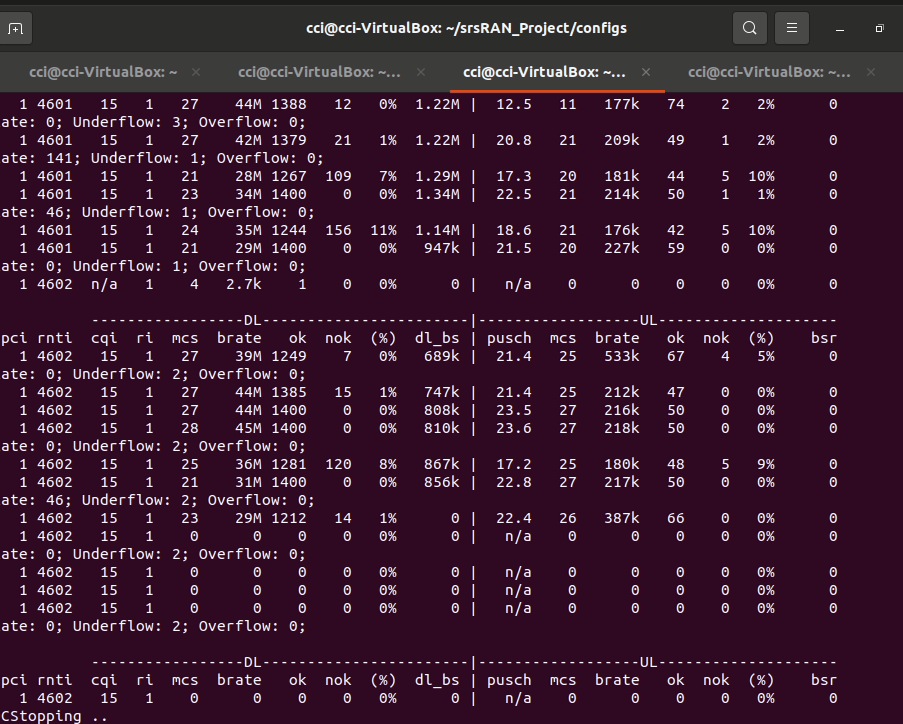 cci@cci-VirtualBox: ~/srsRAN_Project/configs
cci@cci-VirtualBox: ~ × cci@cci-VirtualBox: ~... × cci@cci-VirtualBox: ~... × cci@cci-VirtualBox: ~... ×
1 4601 15 1 27 44M 1388 12 0% 1.22M | 12.5 11 177k 74 2 2% 0
ate: 0; Underflow: 3; Overflow: 0;
1 4601 15 1 27 42M 1379 21 1% 1.22M | 20.8 21 209k 49 1 2% 0
ate: 141; Underflow: 1; Overflow: 0;
1 4601 15 1 21 28M 1267 109 7% 1.29M | 17.3 20 181k 44 5 10% 0
1 4601 15 1 23 34M 1400 0 0% 1.34M | 22.5 21 214k 50 1 1% 0
ate: 46; Underflow: 1; Overflow: 0;
1 4601 15 1 24 35M 1244 156 11% 1.14M | 18.6 21 176k 42 5 10% 0
1 4601 15 1 21 29M 1400 0 0% 947k | 21.5 20 227k 59 0 0% 0
ate: 0; Underflow: 1; Overflow: 0;
1 4602 n/a 1 4 2.7k 1 0 0% 0 | n/a 0 0 0 0 0% 0
-----------------DL-----------------------|------------------UL--------------------
pci rnti cqi ri mcs brate ok nok (%) dl_bs | pusch mcs brate ok nok (%) bsr
1 4602 15 1 27 39M 1249 7 0% 689k | 21.4 25 533k 67 4 5% 0
ate: 0; Underflow: 2; Overflow: 0;
1 4602 15 1 27 44M 1385 15 1% 747k | 21.4 25 212k 47 0 0% 0
1 4602 15 1 27 44M 1400 0 0% 808k | 23.5 27 216k 50 0 0% 0
1 4602 15 1 28 45M 1400 0 0% 810k | 23.6 27 218k 50 0 0% 0
ate: 0; Underflow: 2; Overflow: 0;
1 4602 15 1 25 36M 1281 120 8% 867k | 17.2 25 180k 48 5 9% 0
1 4602 15 1 21 31M 1400 0 0% 856k | 22.8 27 217k 50 0 0% 0
ate: 46; Underflow: 2; Overflow: 0;
1 4602 15 1 23 29M 1212 14 1% 0 | 22.4 26 387k 66 0 0% 0
1 4602 15 1 0 0 0 0 0% 0 | n/a 0 0 0 0 0% 0
ate: 0; Underflow: 2; Overflow: 0;
1 4602 15 1 0 0 0 0 0% 0 | n/a 0 0 0 0 0% 0
1 4602 15 1 0 0 0 0 0% 0 | n/a 0 0 0 0 0% 0
1 4602 15 1 0 0 0 0 0% 0 | n/a 0 0 0 0 0% 0
ate: 0; Underflow: 2; Overflow: 0;
-----------------DL-----------------------|------------------UL--------------------
pci rnti cqi ri mcs brate ok nok (%) dl_bs | pusch mcs brate ok nok (%) bsr
1 4602 15 1 0 0 0 0 0% 0 | n/a 0 0 0 0 0% 0
CStopping ..